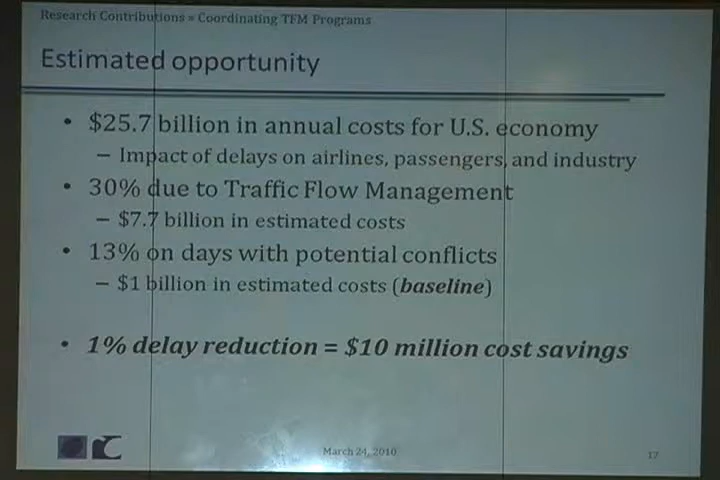 Research Contributions » Coordinating TFM Programs
Estimated opportunity
• $25.7 billion in annual costs for U.S. economy
– Impact of delays on airlines, passengers, and industry
• 30% due to Traffic Flow Management
– $7.7 billion in estimated costs
• 13% on days with potential conflicts
– $1 billion in estimated costs (baseline)
• 1% delay reduction = $10 million cost savings
March 24, 2010
17